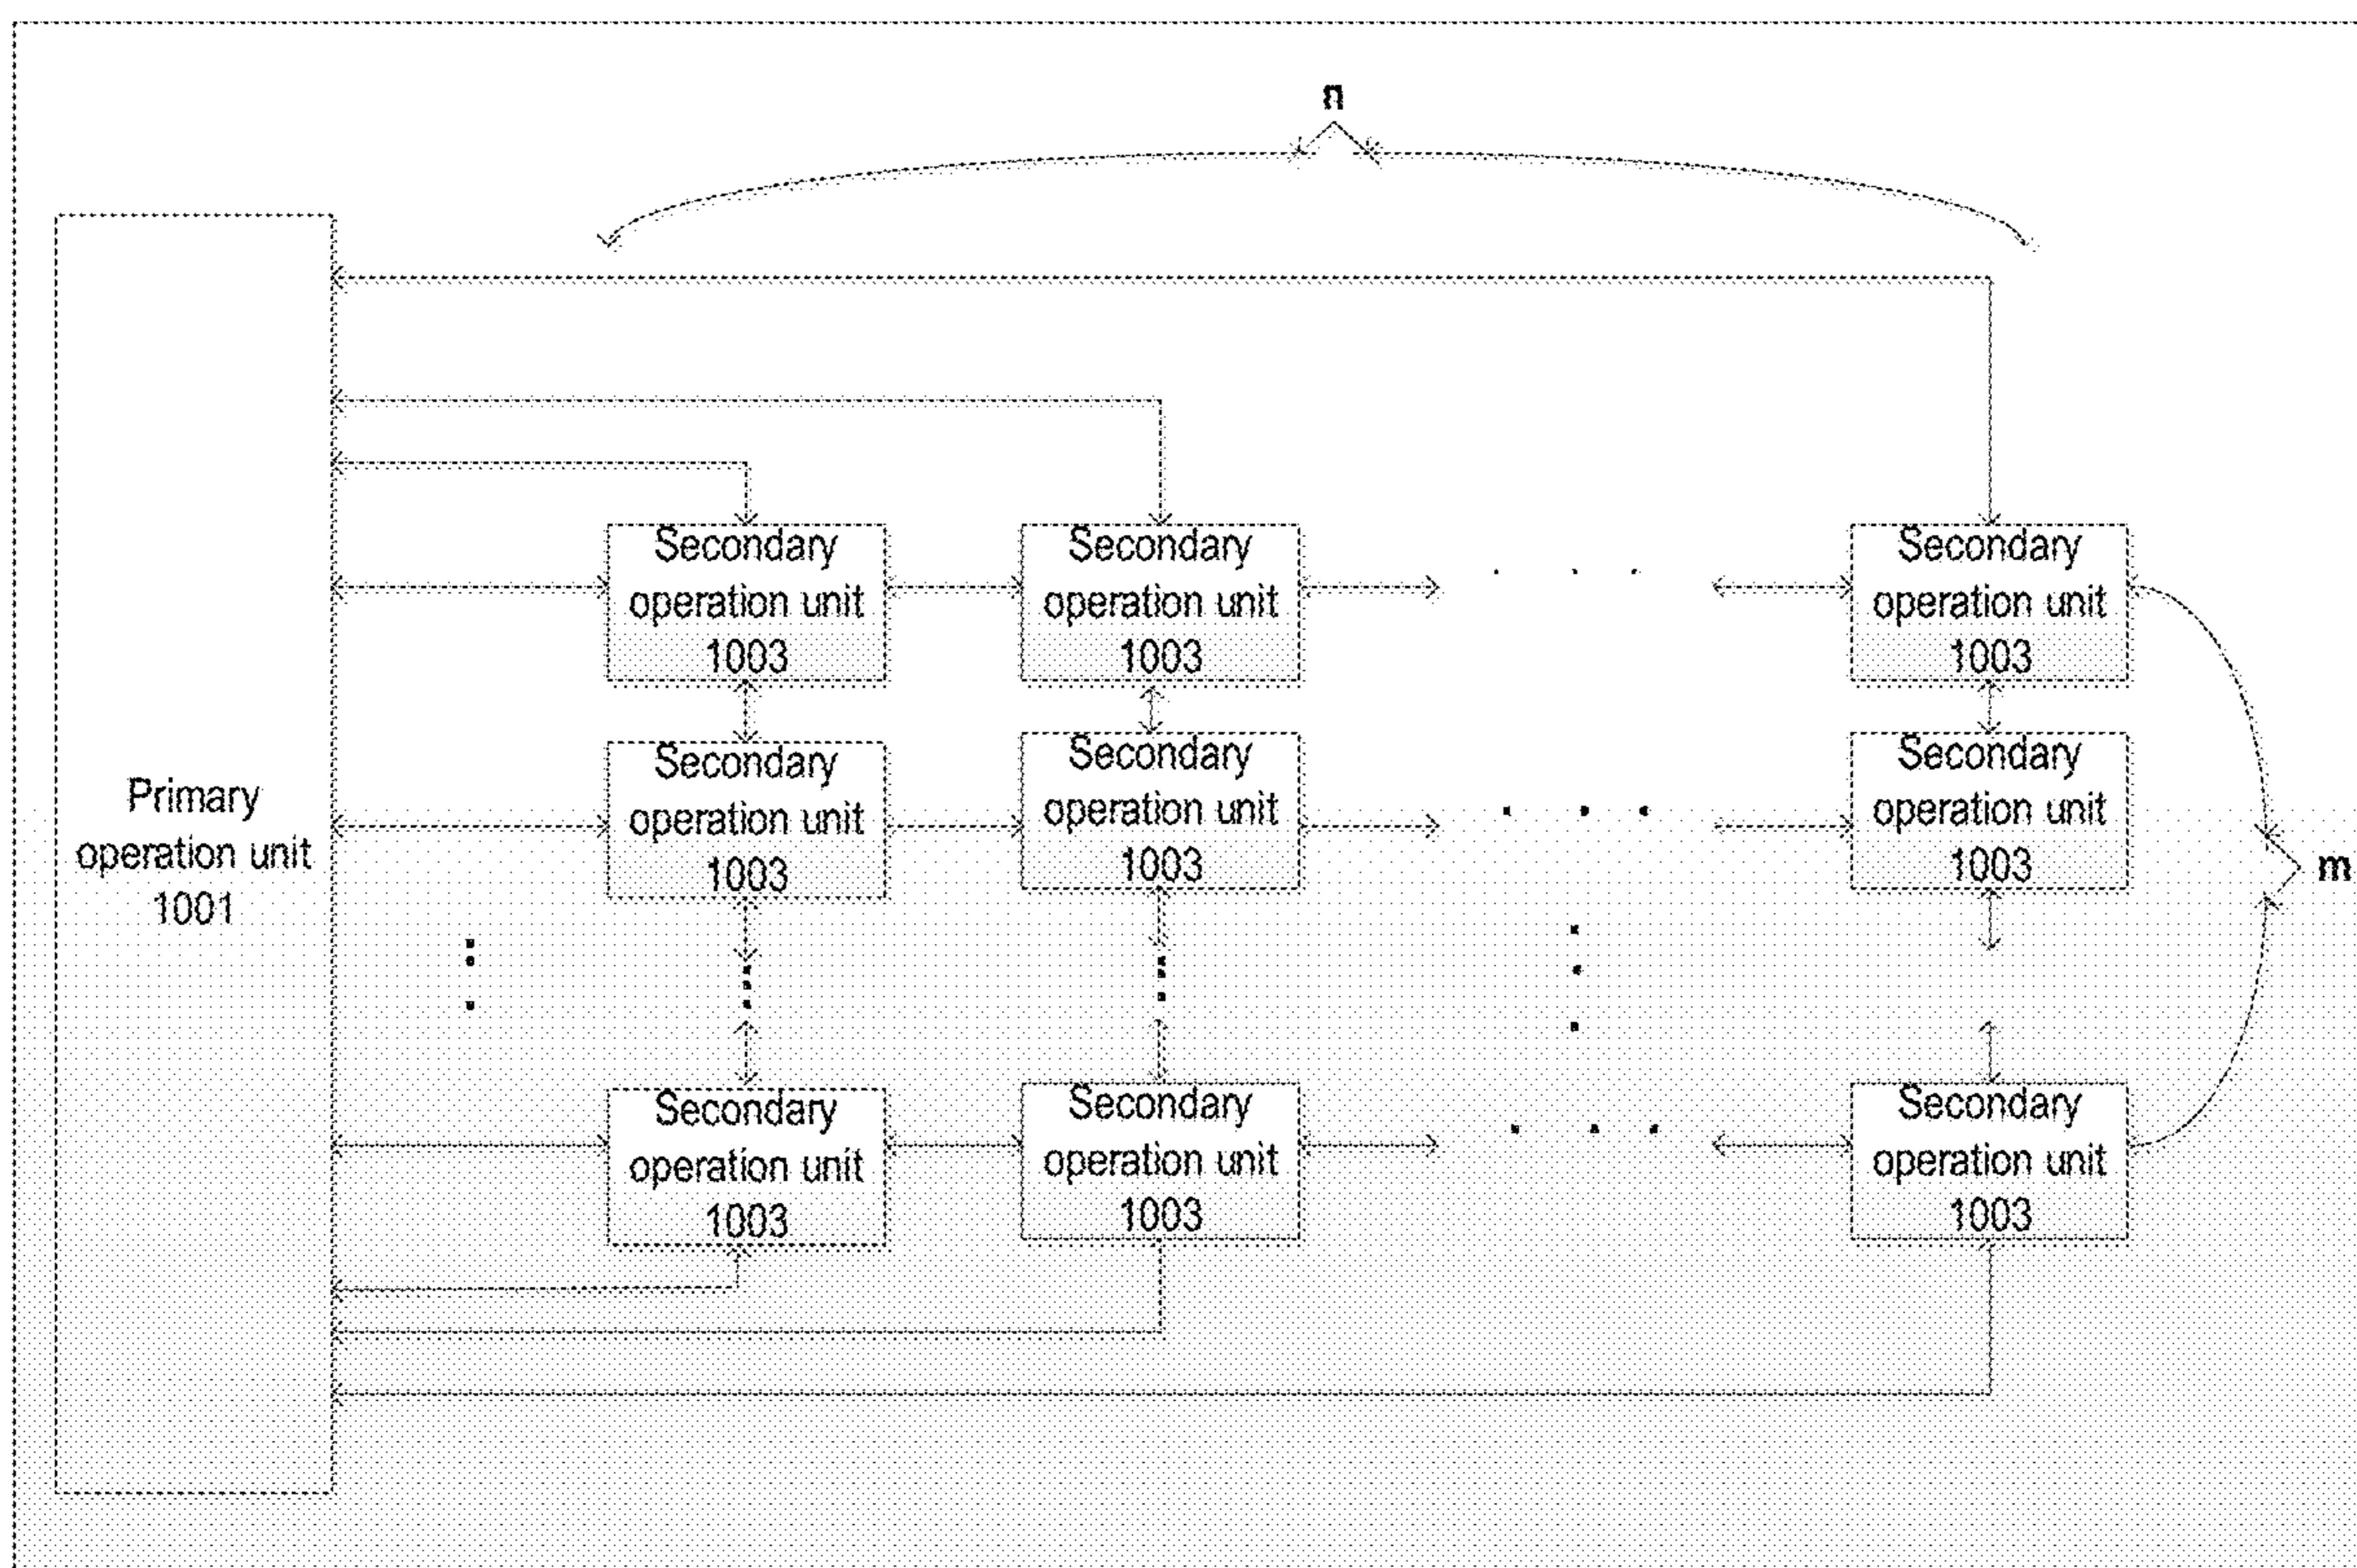 n
Secondary
operation unit
1003
Secondary
operation unit
1003
Secondary
operation unit
1003
Primary
operation unit
1001
Secondary
operation unit
1003
Secondary
operation unit
1003
Secondary
operation unit
1003
m
Secondary
operation unit
1003
Secondary
operation unit
1003
Secondary
operation unit
1003